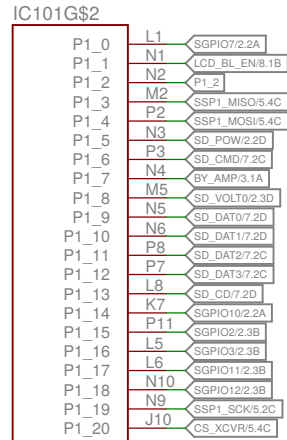 IC101G$2
P1_0 L1 SGPIO7/2.2A
P1_1 N1 LCD_BL_EN/8.1B
P1_2 N2 P1_2
P1_3 M2 SSP1_MISO/5.4C
P1_4 P2 SSP1_MOSI/5.4C
P1_5 N3 SD_POW/2.2D
P1_6 P3 SD_CMD/7.2C
P1_7 N4 BY_AMP/3.1A
P1_8 M5 SD_VOLT0/2.3D
P1_9 N5 SD_DAT0/7.2D
P1_10 N6 SD_DAT1/7.2D
P1_11 P8 SD_DAT2/7.2C
P1_12 P7 SD_DAT3/7.2C
P1_13 L8 SD_CD/7.2D
P1_14 K7 SGPIO10/2.2A
P1_15 P11 SGPIO2/2.3B
P1_16 L5 SGPIO3/2.3B
P1_17 L6 SGPIO11/2.3B
P1_18 N10 SGPIO12/2.3B
P1_19 N9 SSP1_SCK/5.2C
P1_20 J10 CS_XCVR/5.4C